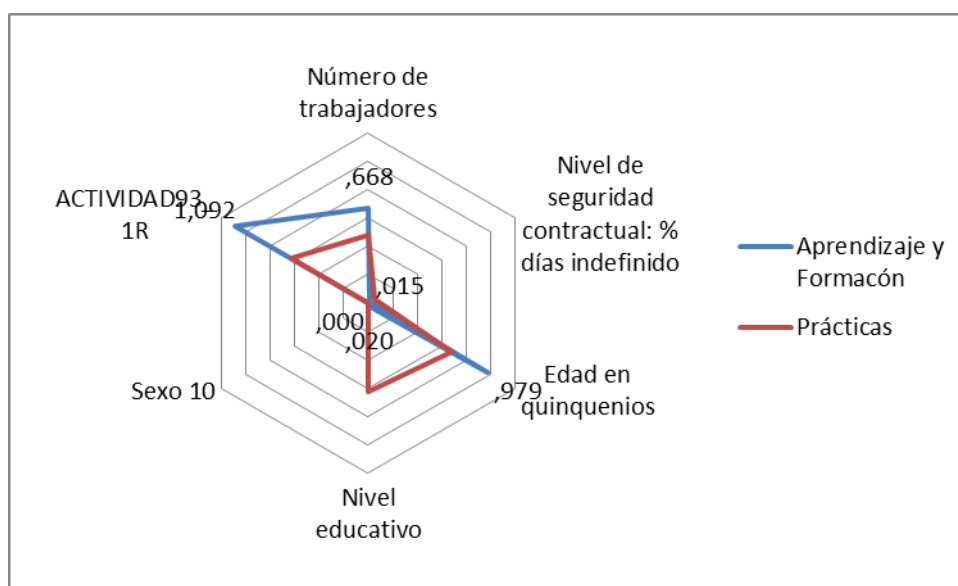 Número de
trabajadores
,668
Nivel de
seguridad
contractual: %
días indefinido
,015
Edad en
quinquenios
,979
Nivel
educativo
,020
Sexo 10
,000
ACTIVIDAD93
1R
1,092
Aprendizaje y
Formacón
Prácticas